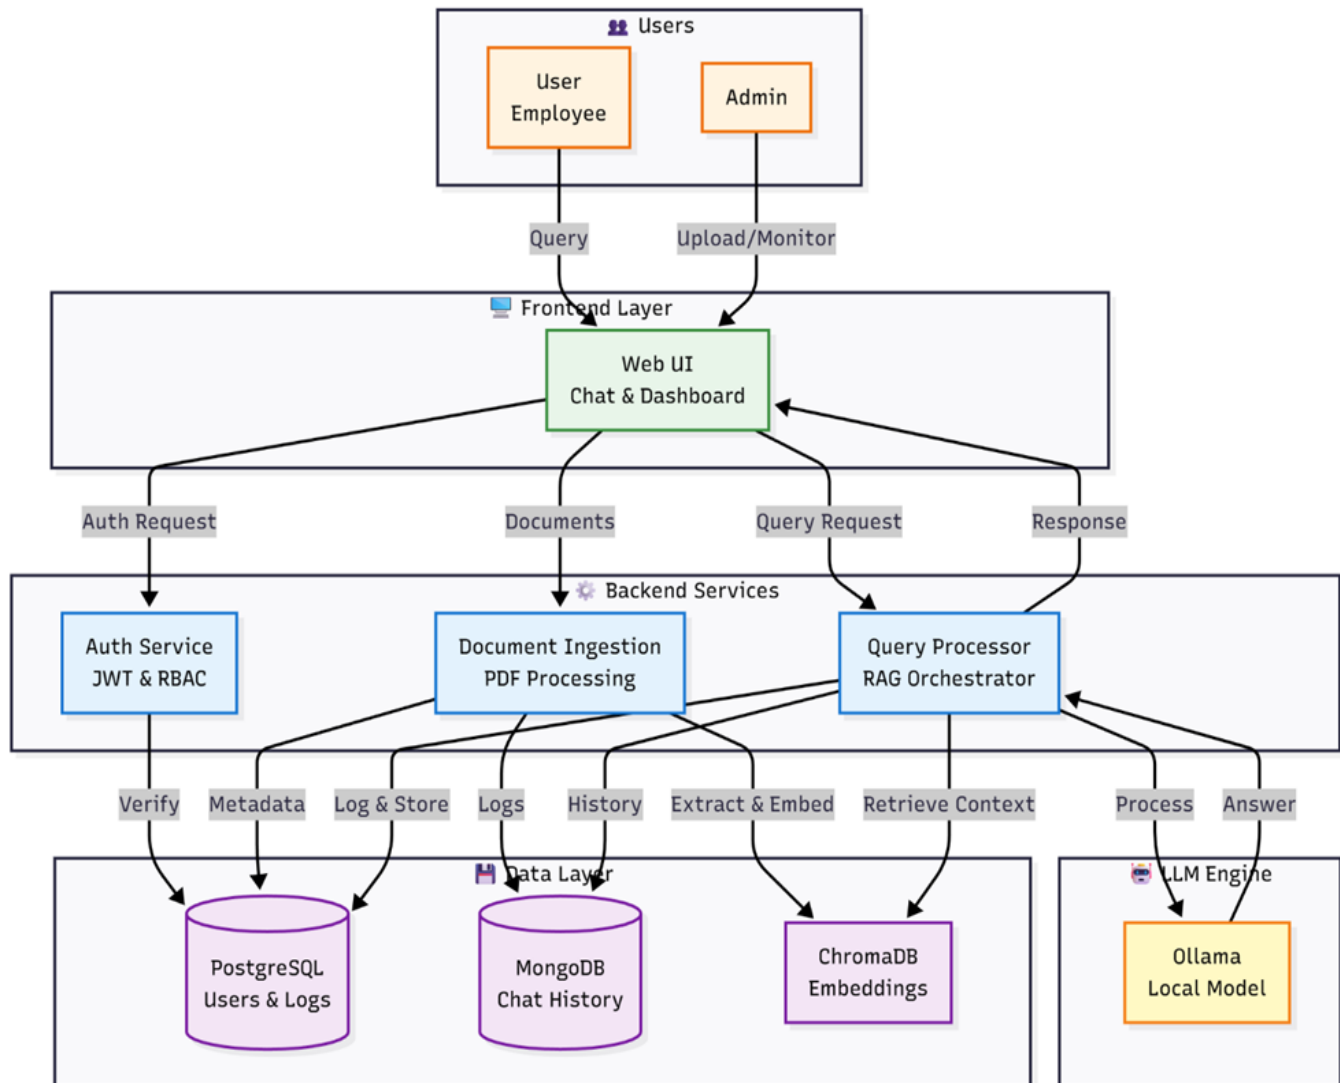 Users
User
Employee
Admin
Query
Upload/Monitor
Frontend Layer
Web UI
Chat & Dashboard
Auth Request
Documents
Query Request
Response
Backend Services
Auth Service
JWT & RBAC
Document Ingestion
PDF Processing
Query Processor
RAG Orchestrator
Verify
Metadata
Log & Store
Logs
History
Extract & Embed
Retrieve Context
Process
Answer
Data Layer
LLM Engine
PostgreSQL
Users & Logs
MongoDB
Chat History
ChromaDB
Embeddings
Ollama
Local Model